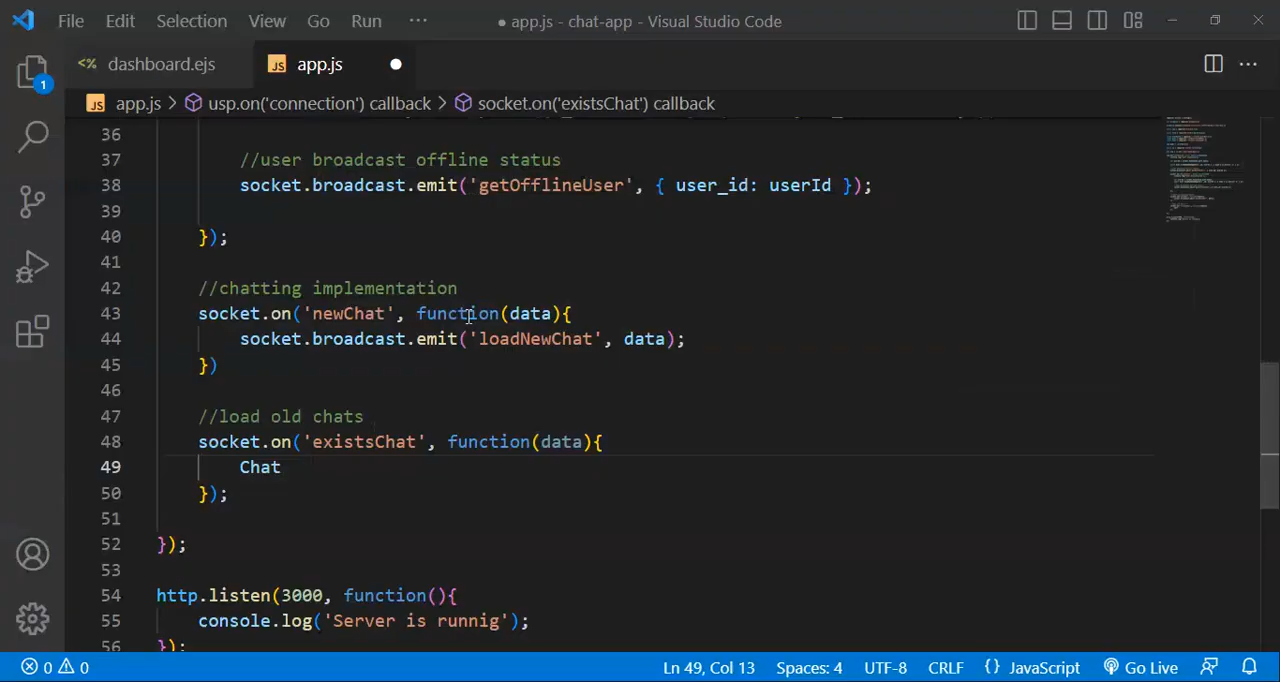 File Edit Selection View Go Run ··· ● app.js - chat-app - Visual Studio Code
<% dashboard.ejs JS app.js ●
JS app.js > usp.on('connection') callback > socket.on('existsChat') callback
1
36
37 //user broadcast offline status
38 socket.broadcast.emit('getOfflineUser', { user_id: userId });
39
40 });
41
42 //chatting implementation
43 socket.on('newChat', function(data){
44 socket.broadcast.emit('loadNewChat', data);
45 })
46
47 //load old chats
48 socket.on('existsChat', function(data){
49 Chat
50 });
51
52 });
53
54 http.listen(3000, function(){
55 console.log('Server is runnig');
56 });
0 0 Ln 49, Col 13 Spaces: 4 UTF-8 CRLF {} JavaScript Go Live